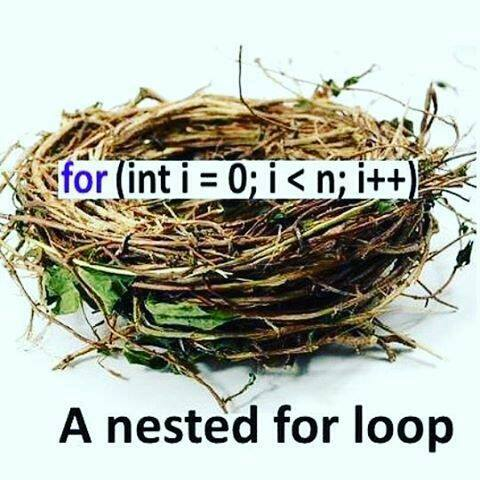 for (int i = 0; i < n; i++)
A nested for loop